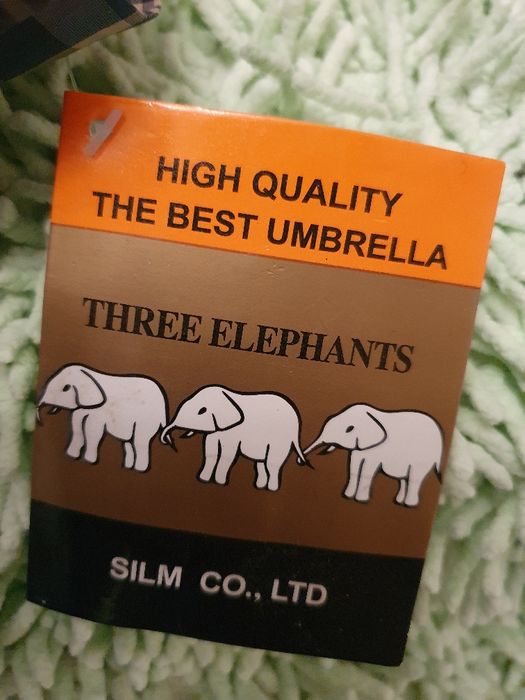 HIGH QUALITY
THE BEST UMBRELLA
THREE ELEPHANTS
SILM CO., LTD